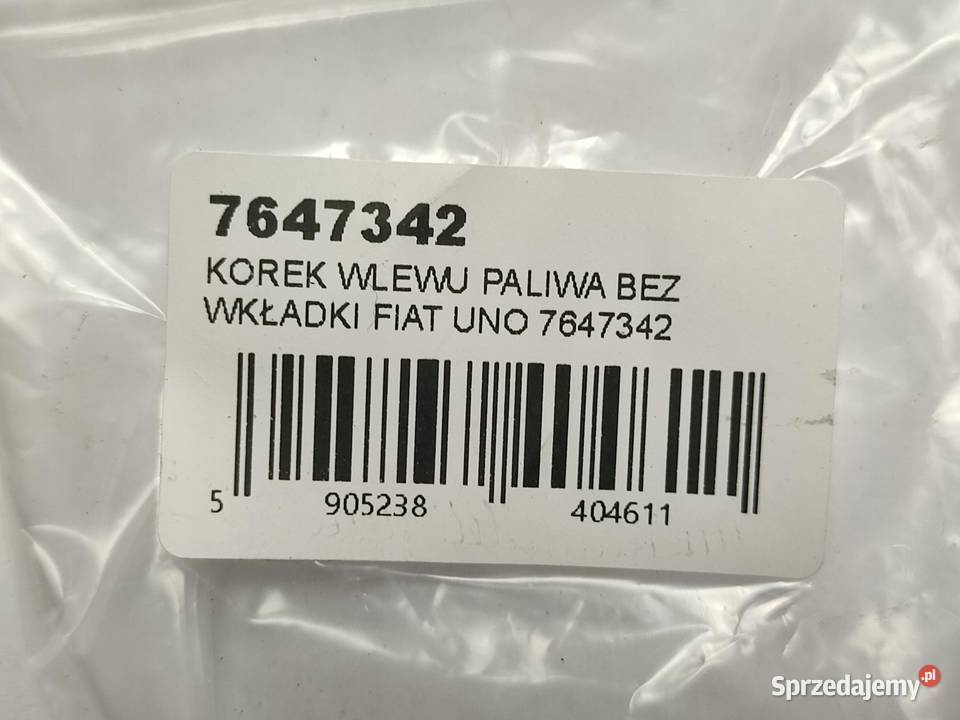 7647342
KOREK WLEWU PALIWA BEZ
WKŁADKI FIAT UNO 7647342
5 905238 404611
Sprzedajemy.pl